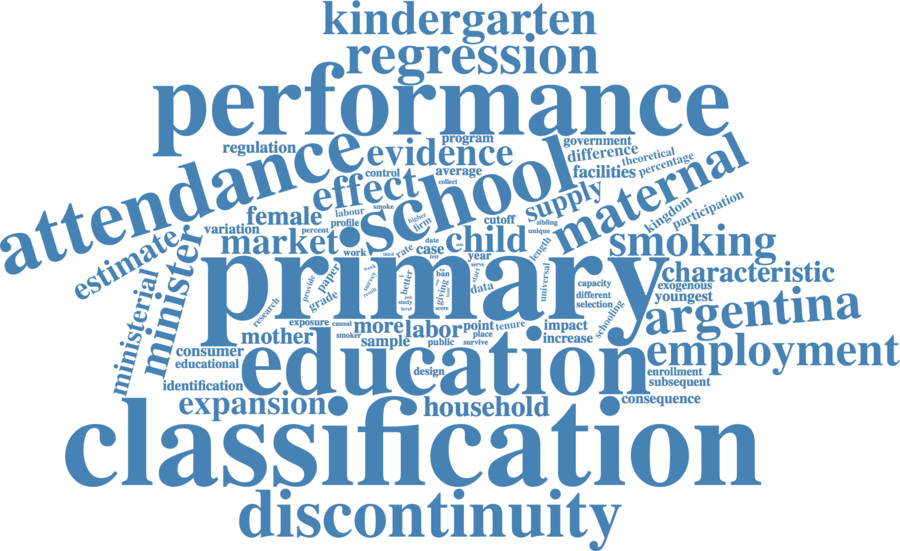 kindergarten
regression
performance
program
government
regulation
attendance
evidence
difference
theoretical
percentage
control
average
facilities
collect
school
effect
supply
maternal
kingdom
participation
female
labour
smoke
higher
firm
cutoff
sibling
profile
unique
variation
percent
market
child
smoking
estimate
minister
ministerial
work
third
rate
date
case
test
year
length
primary
characteristic
exogenous
youngest
paper
provide
grade
week
survey
result
better
study
level
ban
giving
score
serve
start
data
universal
capacity
different
selection
schooling
argentina
research
exposure
causal
mother
smoker
more
labor
point
tenure
place
impact
increase
sample
public
survive
consumer
educational
education
design
employment
enrollment
subsequent
identification
expansion
household
consequence
classification
discontinuity